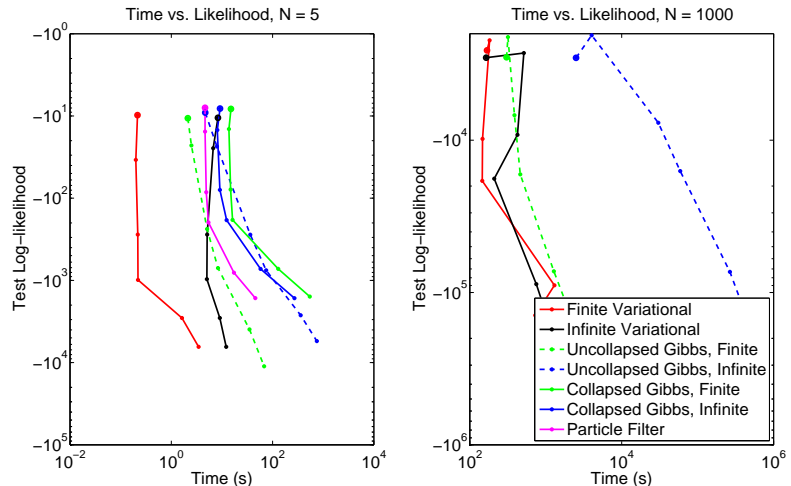 Time vs. Likelihood, N = 5
Test Log−likelihood
−10^0
−10^1
−10^2
−10^3
−10^4
−10^5
10^−2
10^0
10^2
10^4
Time (s)
Time vs. Likelihood, N = 1000
Test Log−likelihood
−10^4
−10^5
−10^6
10^2
10^4
10^6
Time (s)
Finite Variational
Infinite Variational
Uncollapsed Gibbs, Finite
Uncollapsed Gibbs, Infinite
Collapsed Gibbs, Finite
Collapsed Gibbs, Infinite
Particle Filter